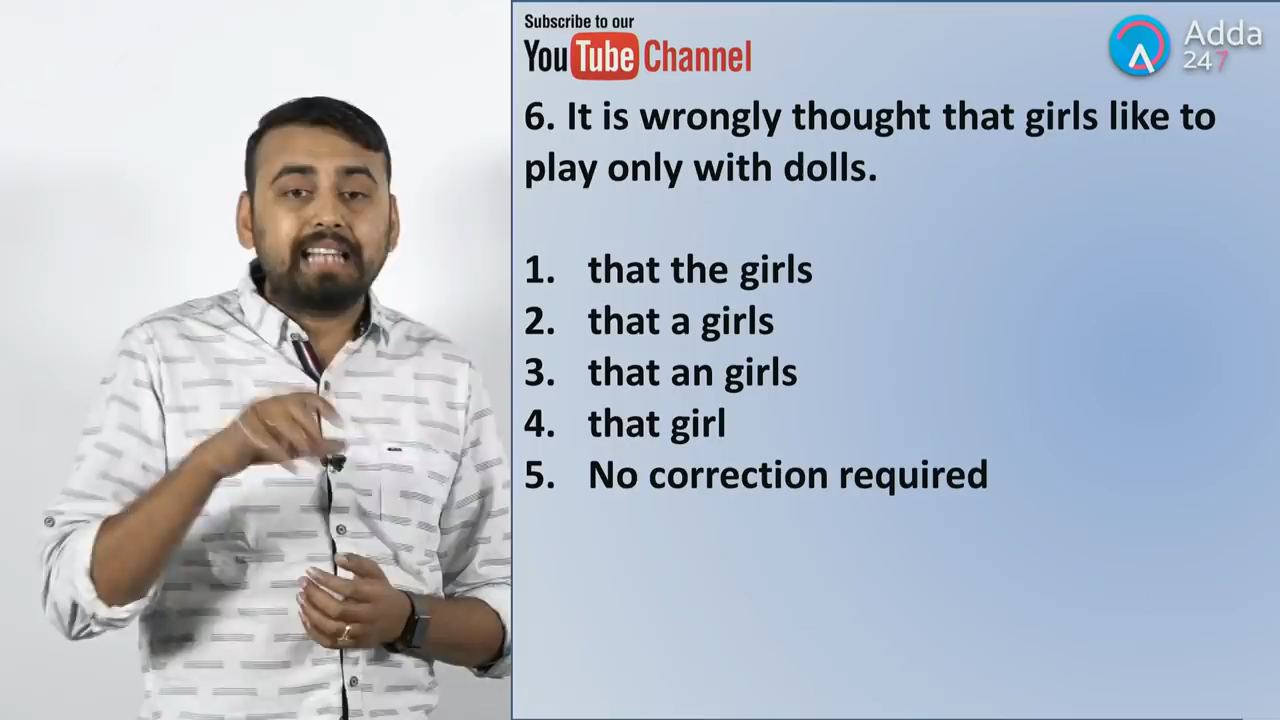 Subscribe to our
YouTube Channel
Adda
247
6. It is wrongly thought that girls like to
play only with dolls.
1. that the girls
2. that a girls
3. that an girls
4. that girl
5. No correction required